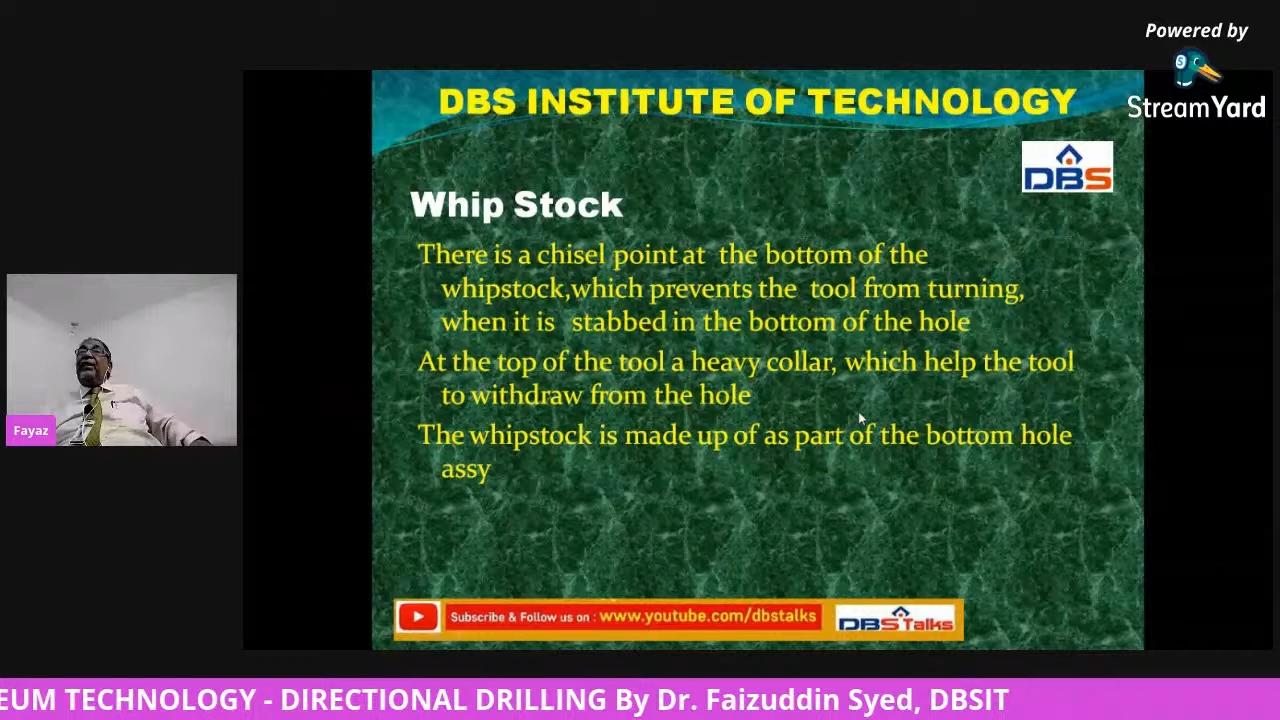 Powered by
StreamYard
DBS INSTITUTE OF TECHNOLOGY
DBS
Whip Stock
There is a chisel point at the bottom of the
whipstock,which prevents the tool from turning,
when it is stabbed in the bottom of the hole
At the top of the tool a heavy collar, which help the tool
to withdraw from the hole
The whipstock is made up of as part of the bottom hole
assy
Fayaz
Subscribe & Follow us on : www.youtube.com/dbstalks
DBS Talks
EUM TECHNOLOGY - DIRECTIONAL DRILLING By Dr. Faizuddin Syed, DBSIT